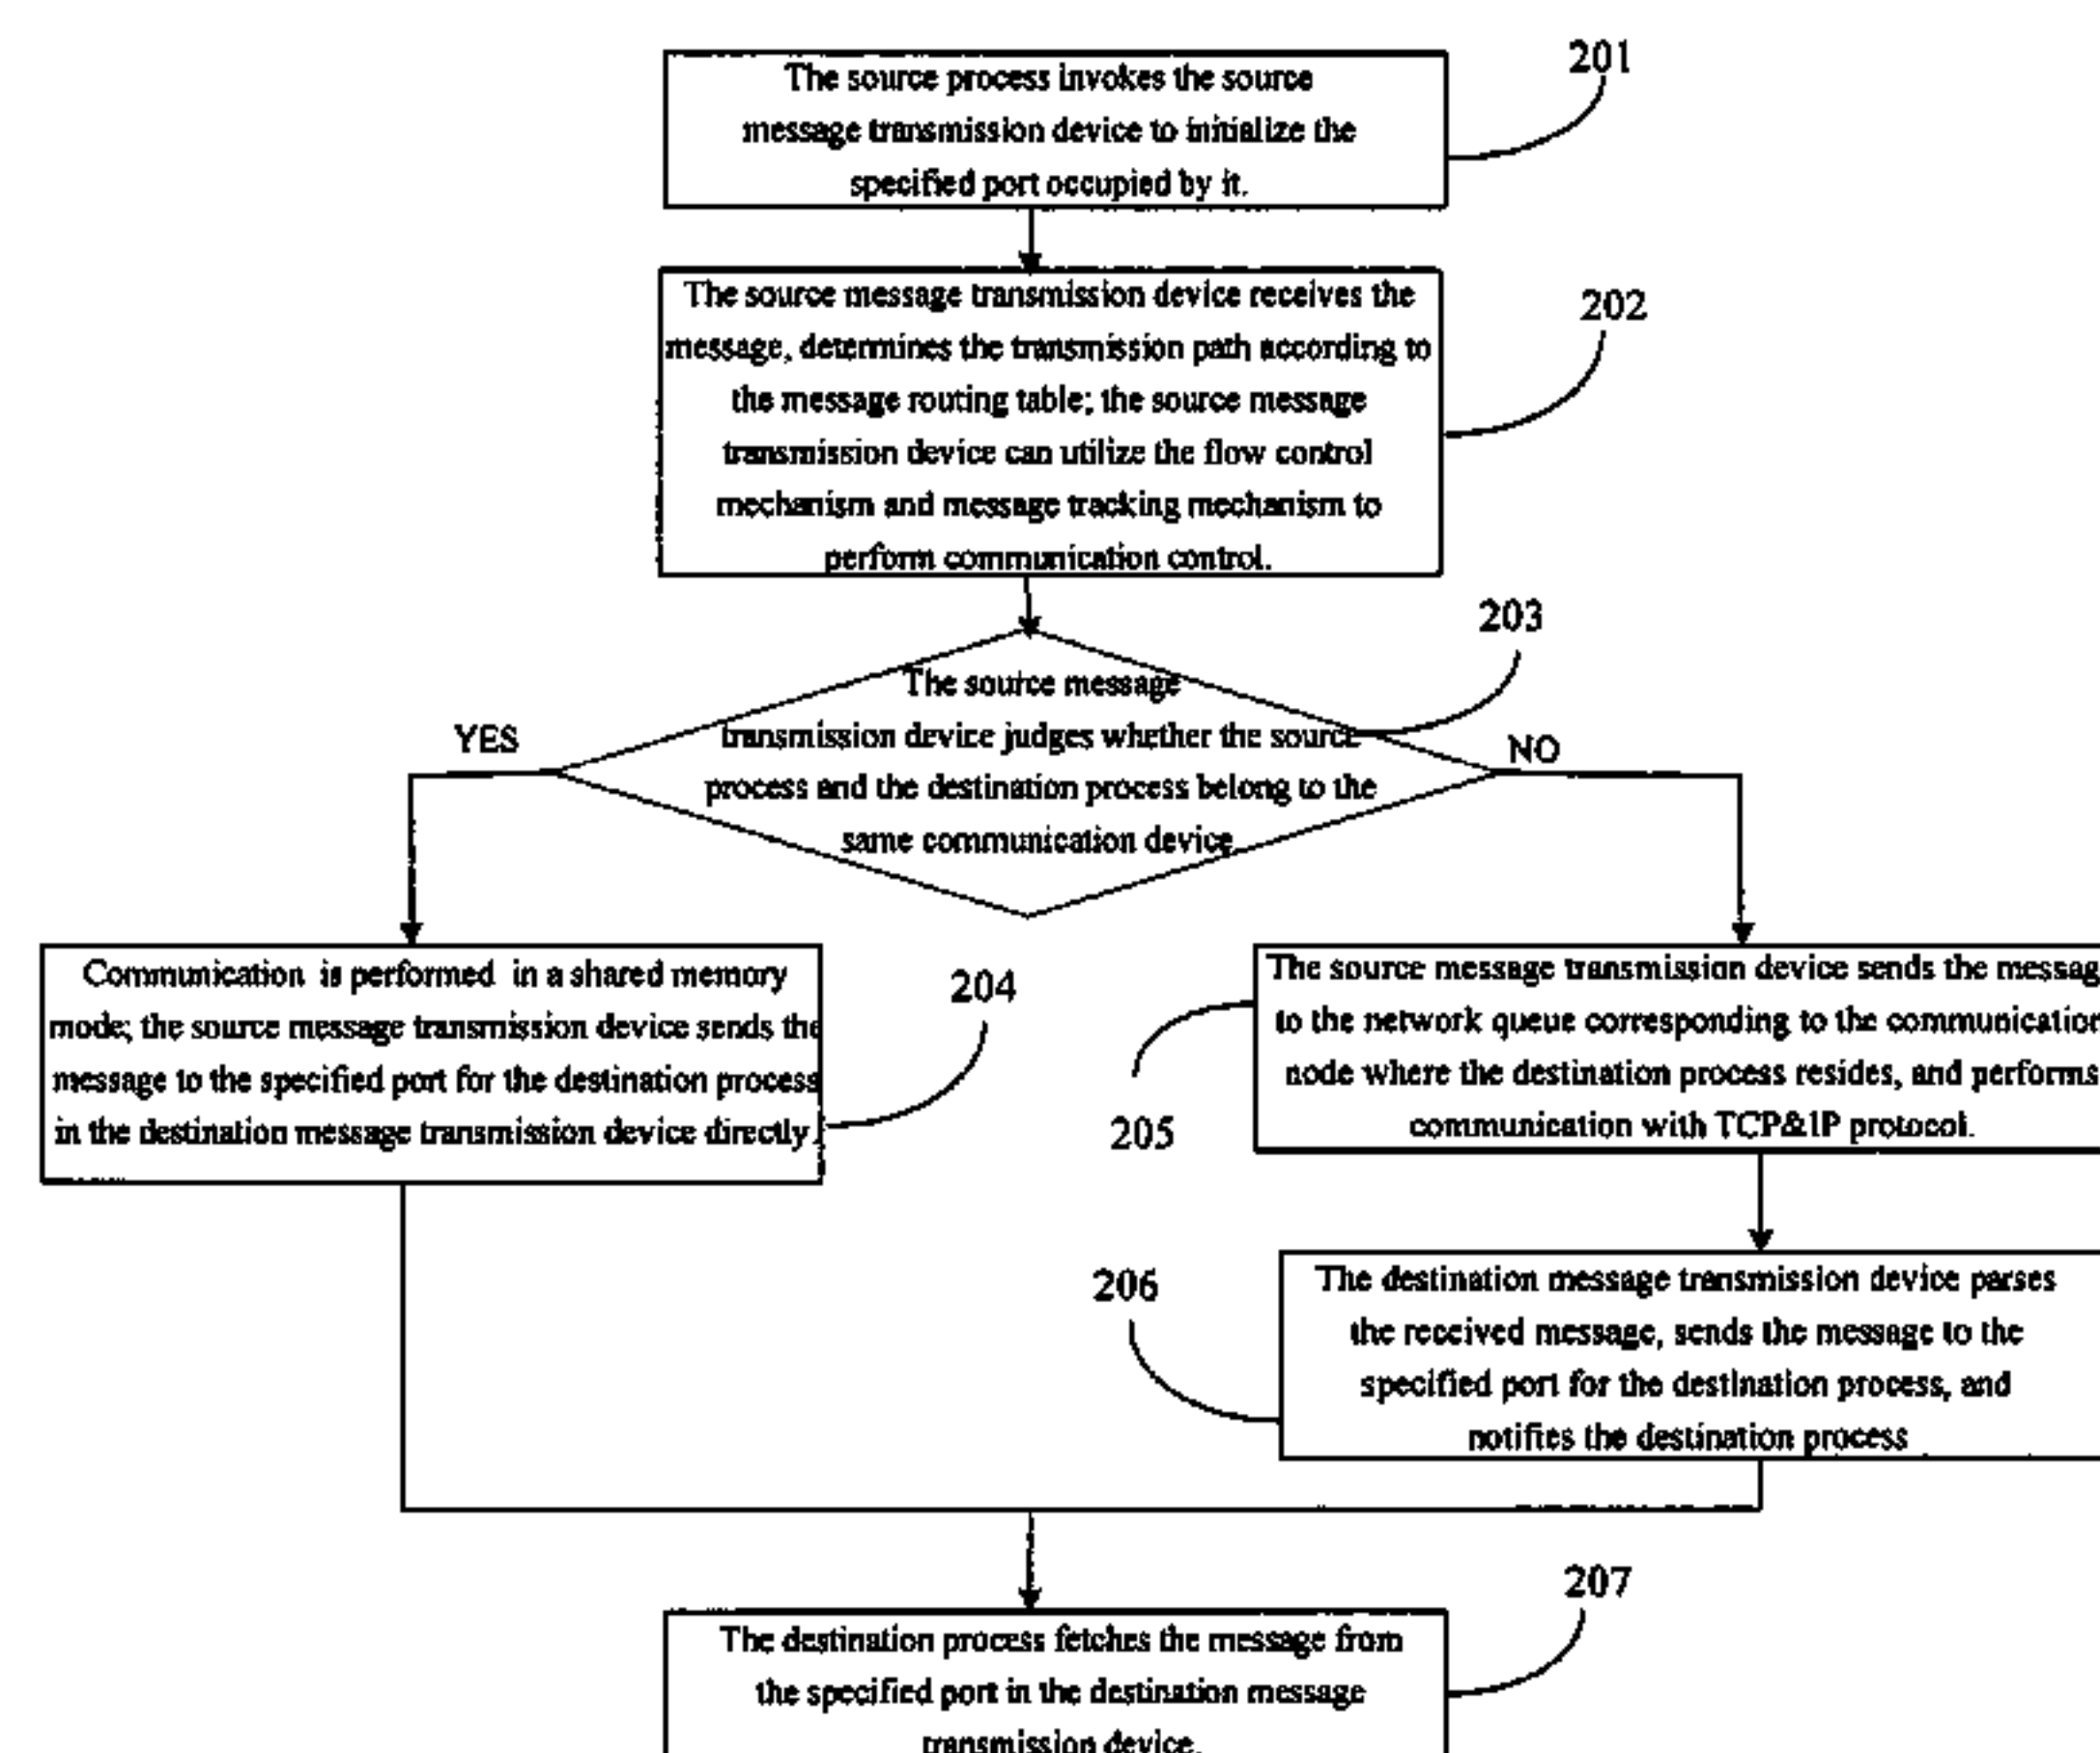 201
The source process invokes the source
message transmission device to initialize the
specified port occupied by it.
202
The source message transmission device receives the
message, determines the transmission path according to
the message routing table; the source message
transmission device can utilize the flow control
mechanism and message tracking mechanism to
perform communication control.
203
The source message
transmission device judges whether the source
process and the destination process belong to the
same communication device
YES
NO
Communication is performed in a shared memory
mode; the source message transmission device sends the
message to the specified port for the destination process
in the destination message transmission device directly.
204
The source message transmission device sends the messag
to the network queue corresponding to the communication
node where the destination process resides, and performs
communication with TCP&IP protocol.
205
206
The destination message transmission device parses
the received message, sends the message to the
specified port for the destination process, and
notifies the destination process
207
The destination process fetches the message from
the specified port in the destination message
transmission device.